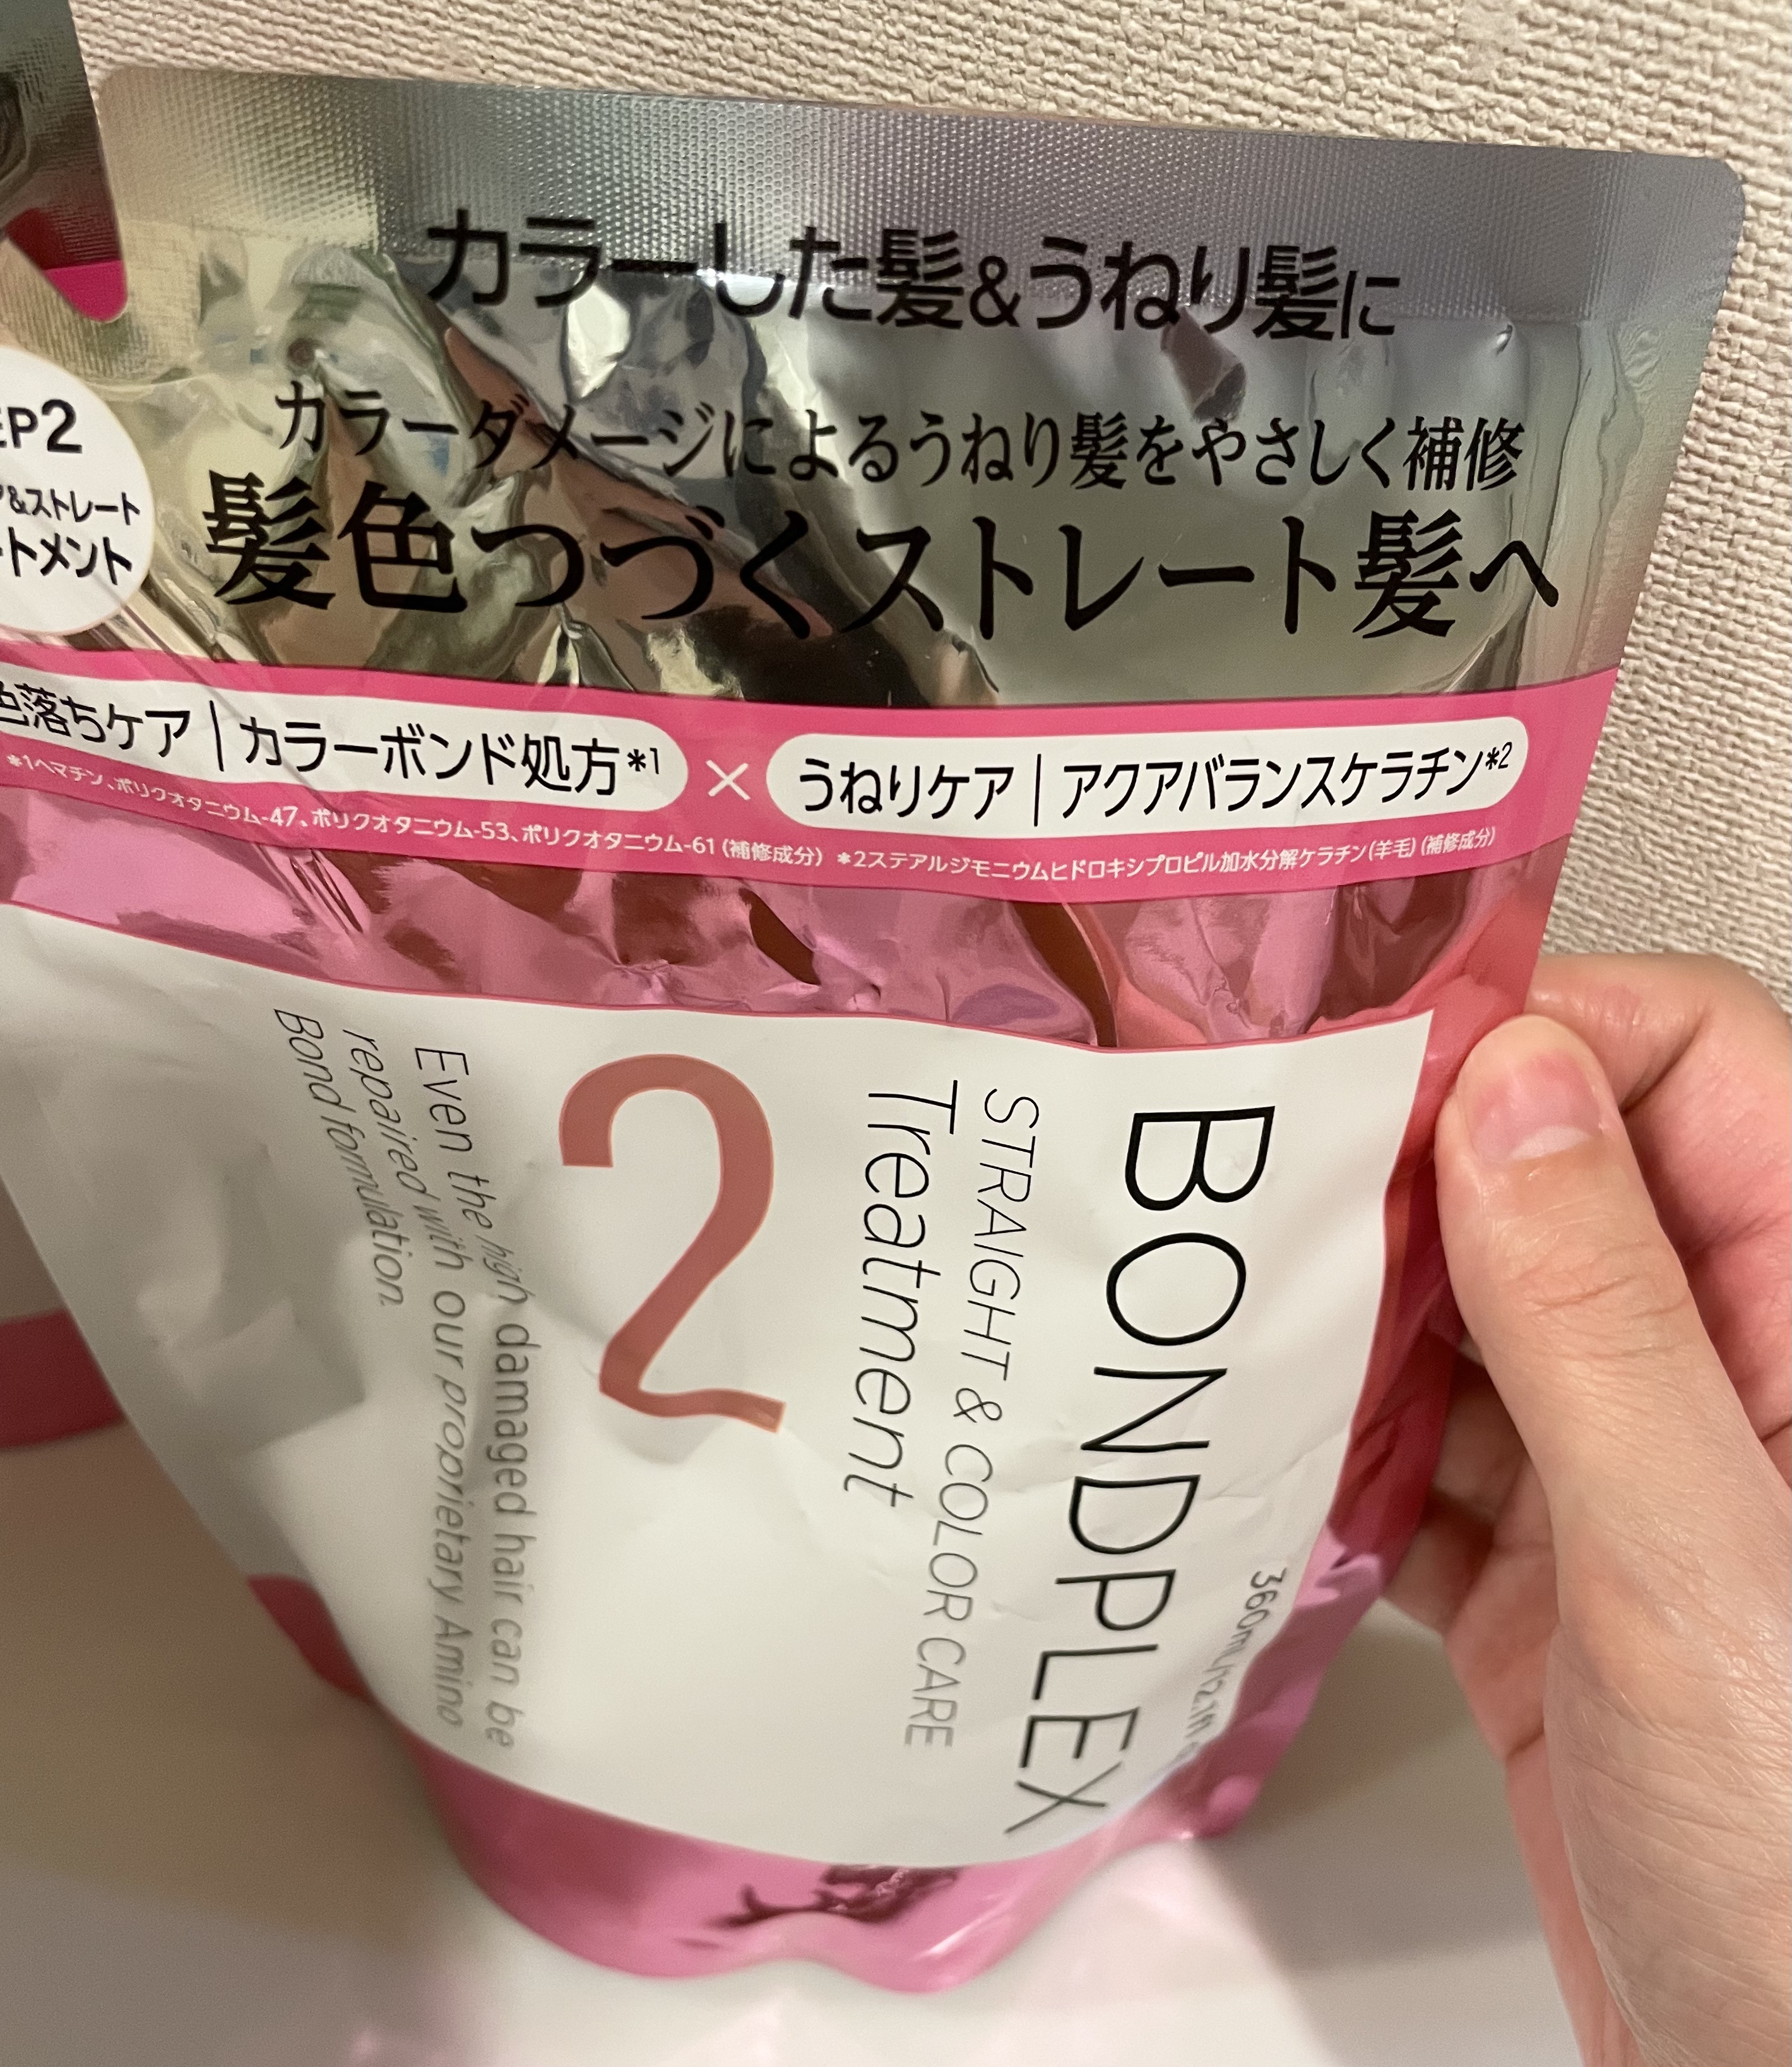 カラーした髪&うねり髪に
カラーダメージによるうねり髪をやさしく補修
髪色つづくストレート髪へ
EP2
ア&ストレート
ートメント
色落ちケア｜カラーボンド処方*1 × うねりケア｜アクアバランスケラチン*2
*1ヘマチン、ポリクオタニウム-47、ポリクオタニウム-53、ポリクオタニウム-61(補修成分) *2ステアルジモニウムヒドロキシプロピル加水分解ケラチン(羊毛)(補修成分)
BONDPLEX
STRAIGHT & COLOR CARE
Treatment
2
Even the high damaged hair can be
repaired with our proprietary Amino
Bond formulation.
360mL/12.1fl